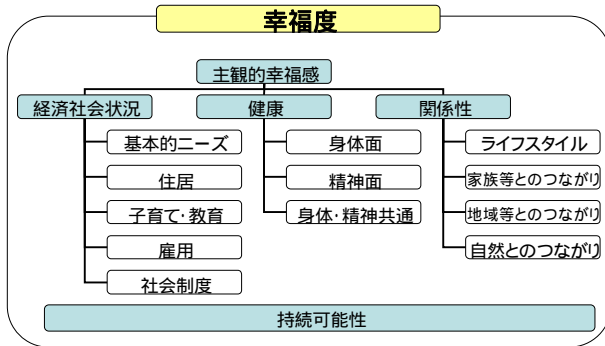 幸福度
主観的幸福感
経済社会状況
健康
関係性
基本的ニーズ
身体面
ライフスタイル
住居
精神面
家族等とのつながり
子育て・教育
身体・精神共通
地域等とのつながり
雇用
自然とのつながり
社会制度
持続可能性